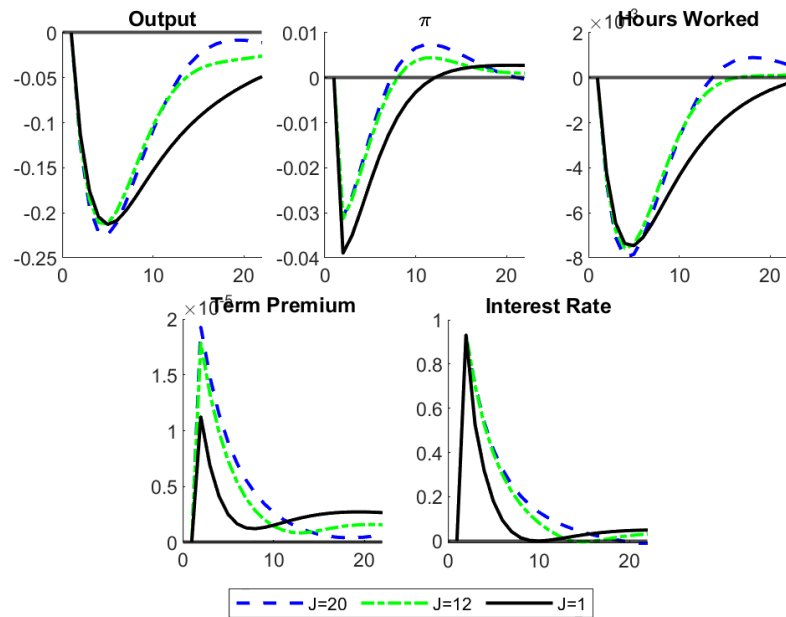 Output
0
-0.05
-0.1
-0.15
-0.2
-0.25
0 10 20
π
0.01
0
-0.01
-0.02
-0.03
-0.04
0 10 20
×10⁻³
Hours Worked
2
0
-2
-4
-6
-8
0 10 20
×10⁻⁵
Term Premium
2
1.5
1
0.5
0
0 10 20
Interest Rate
1
0.8
0.6
0.4
0.2
0
0 10 20
J=20 J=12 J=1